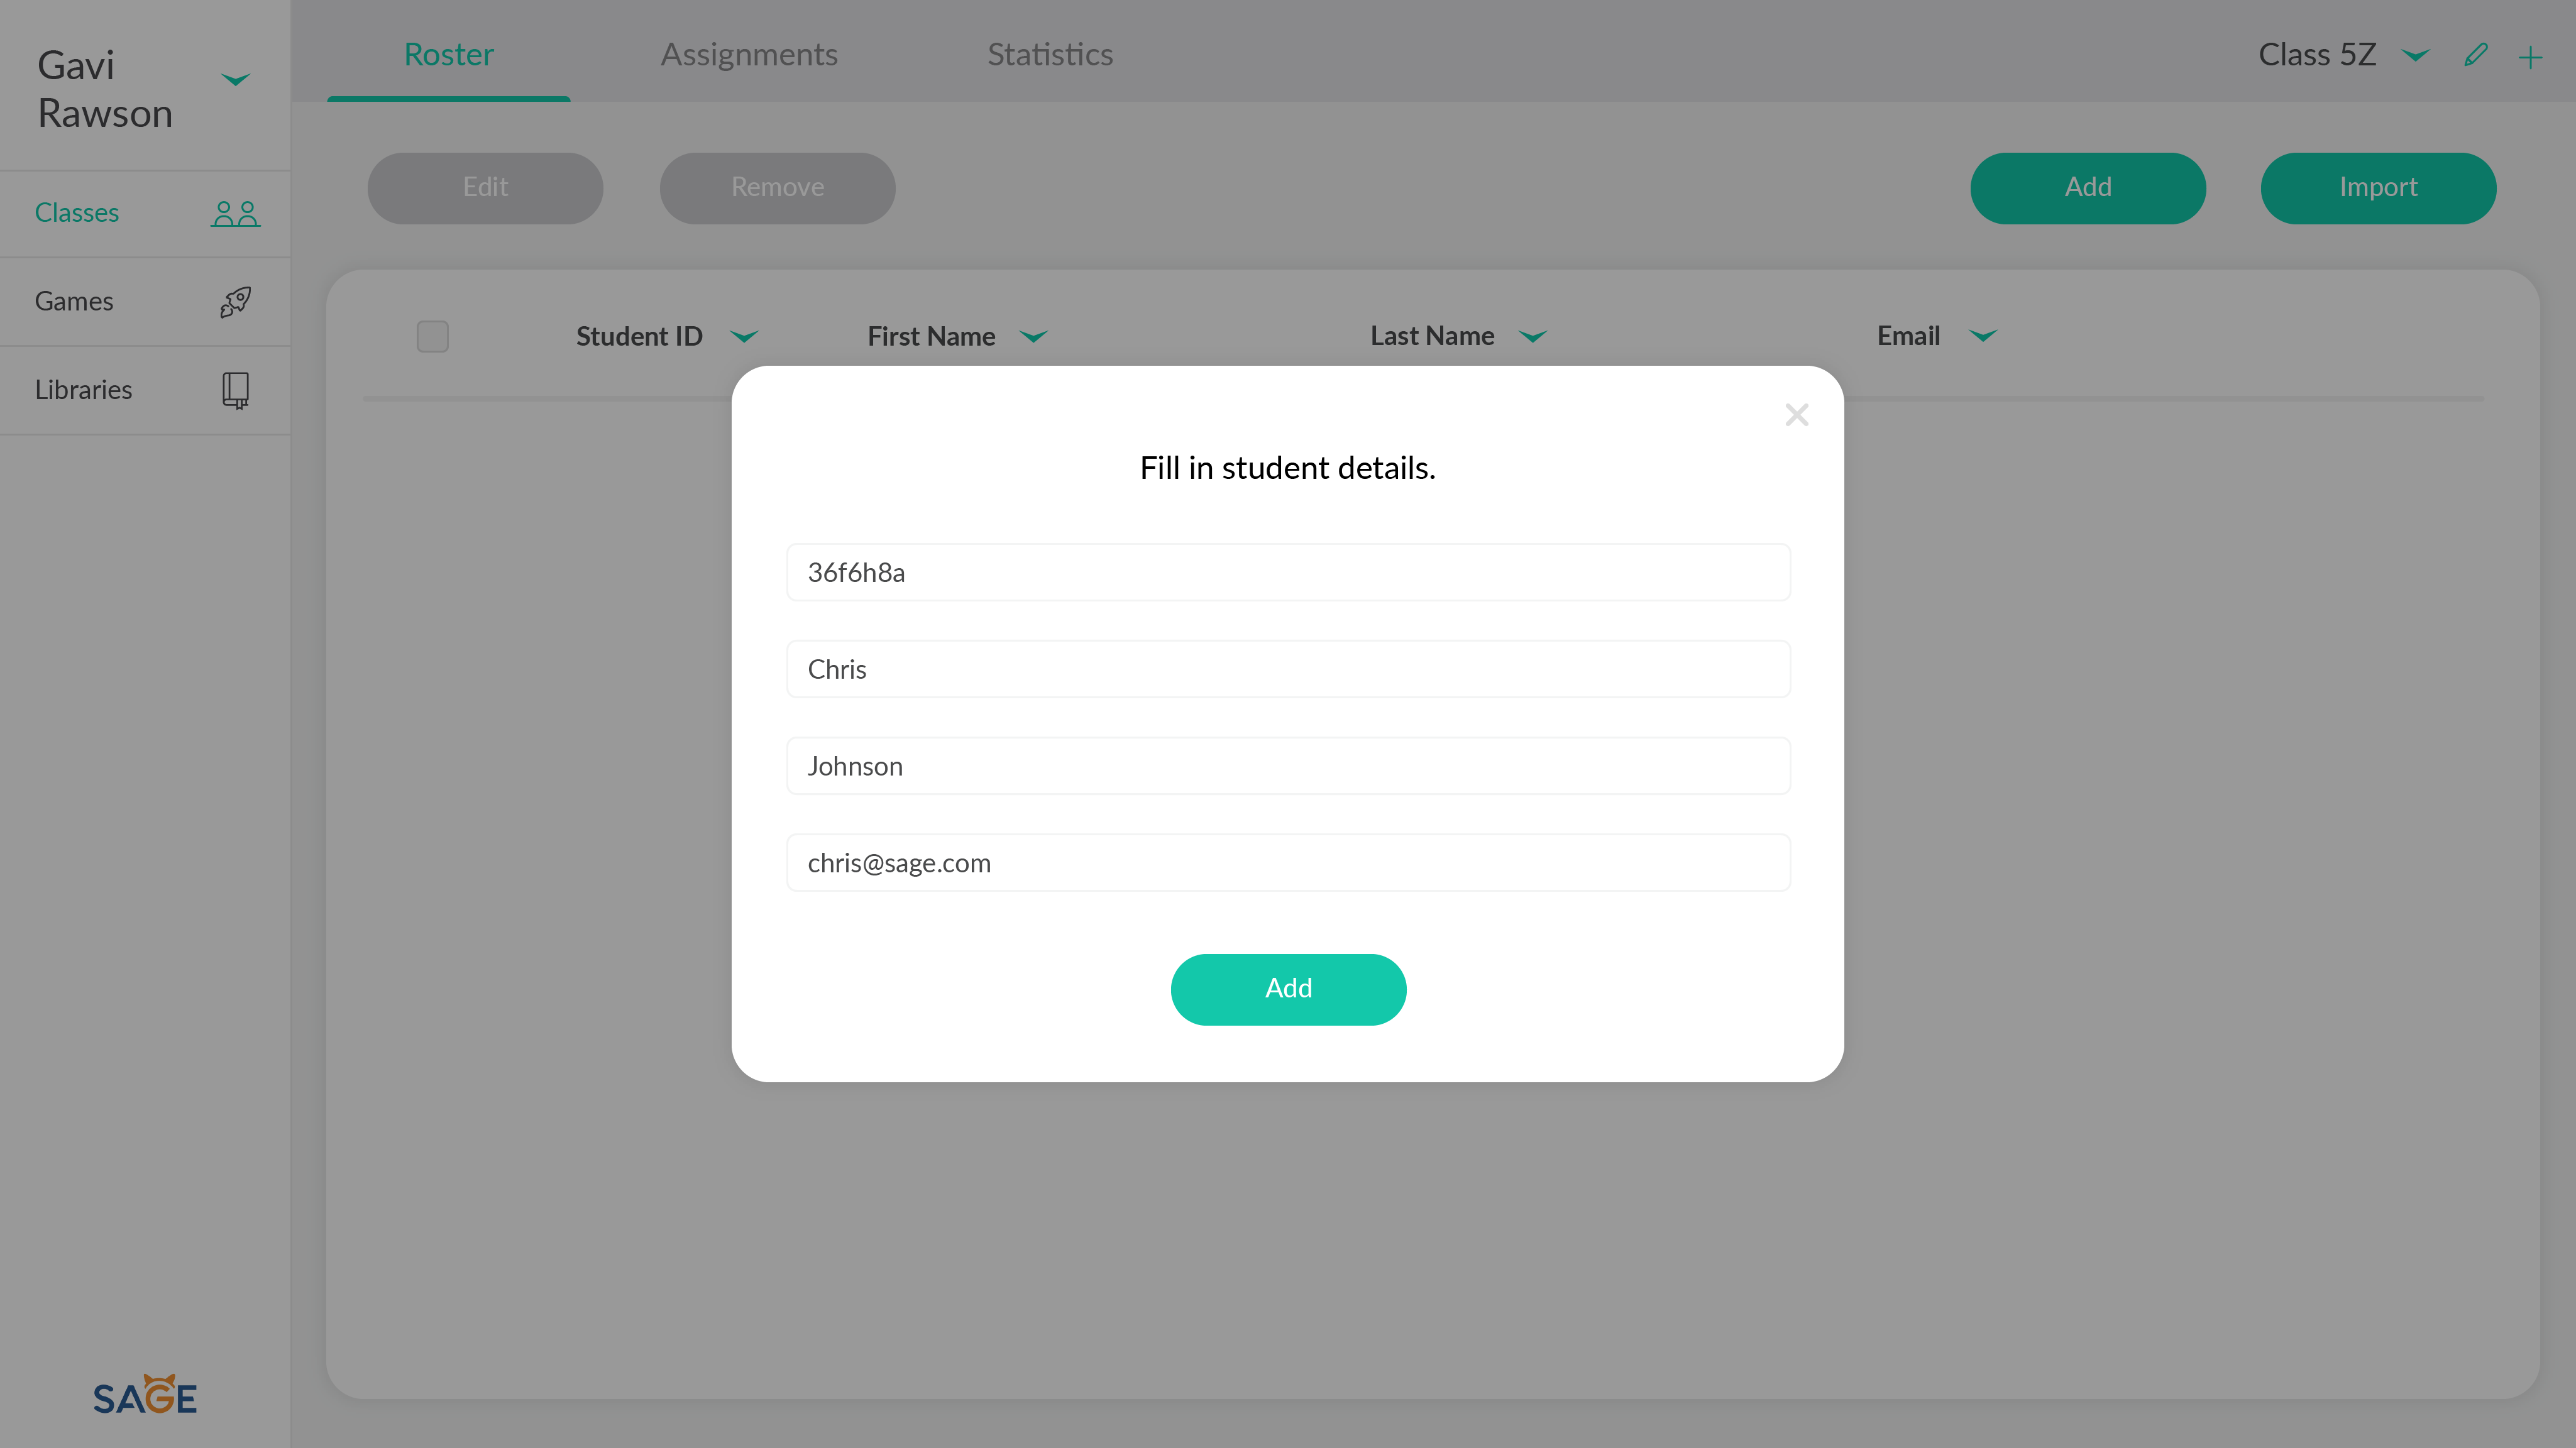 Gavi
Rawson
Roster
Assignments
Statistics
Class 5Z
Classes
Games
Libraries
Edit
Remove
Add
Import
Student ID
First Name
Last Name
Email
Fill in student details.
36f6h8a
Chris
Johnson
chris@sage.com
Add
SAGE